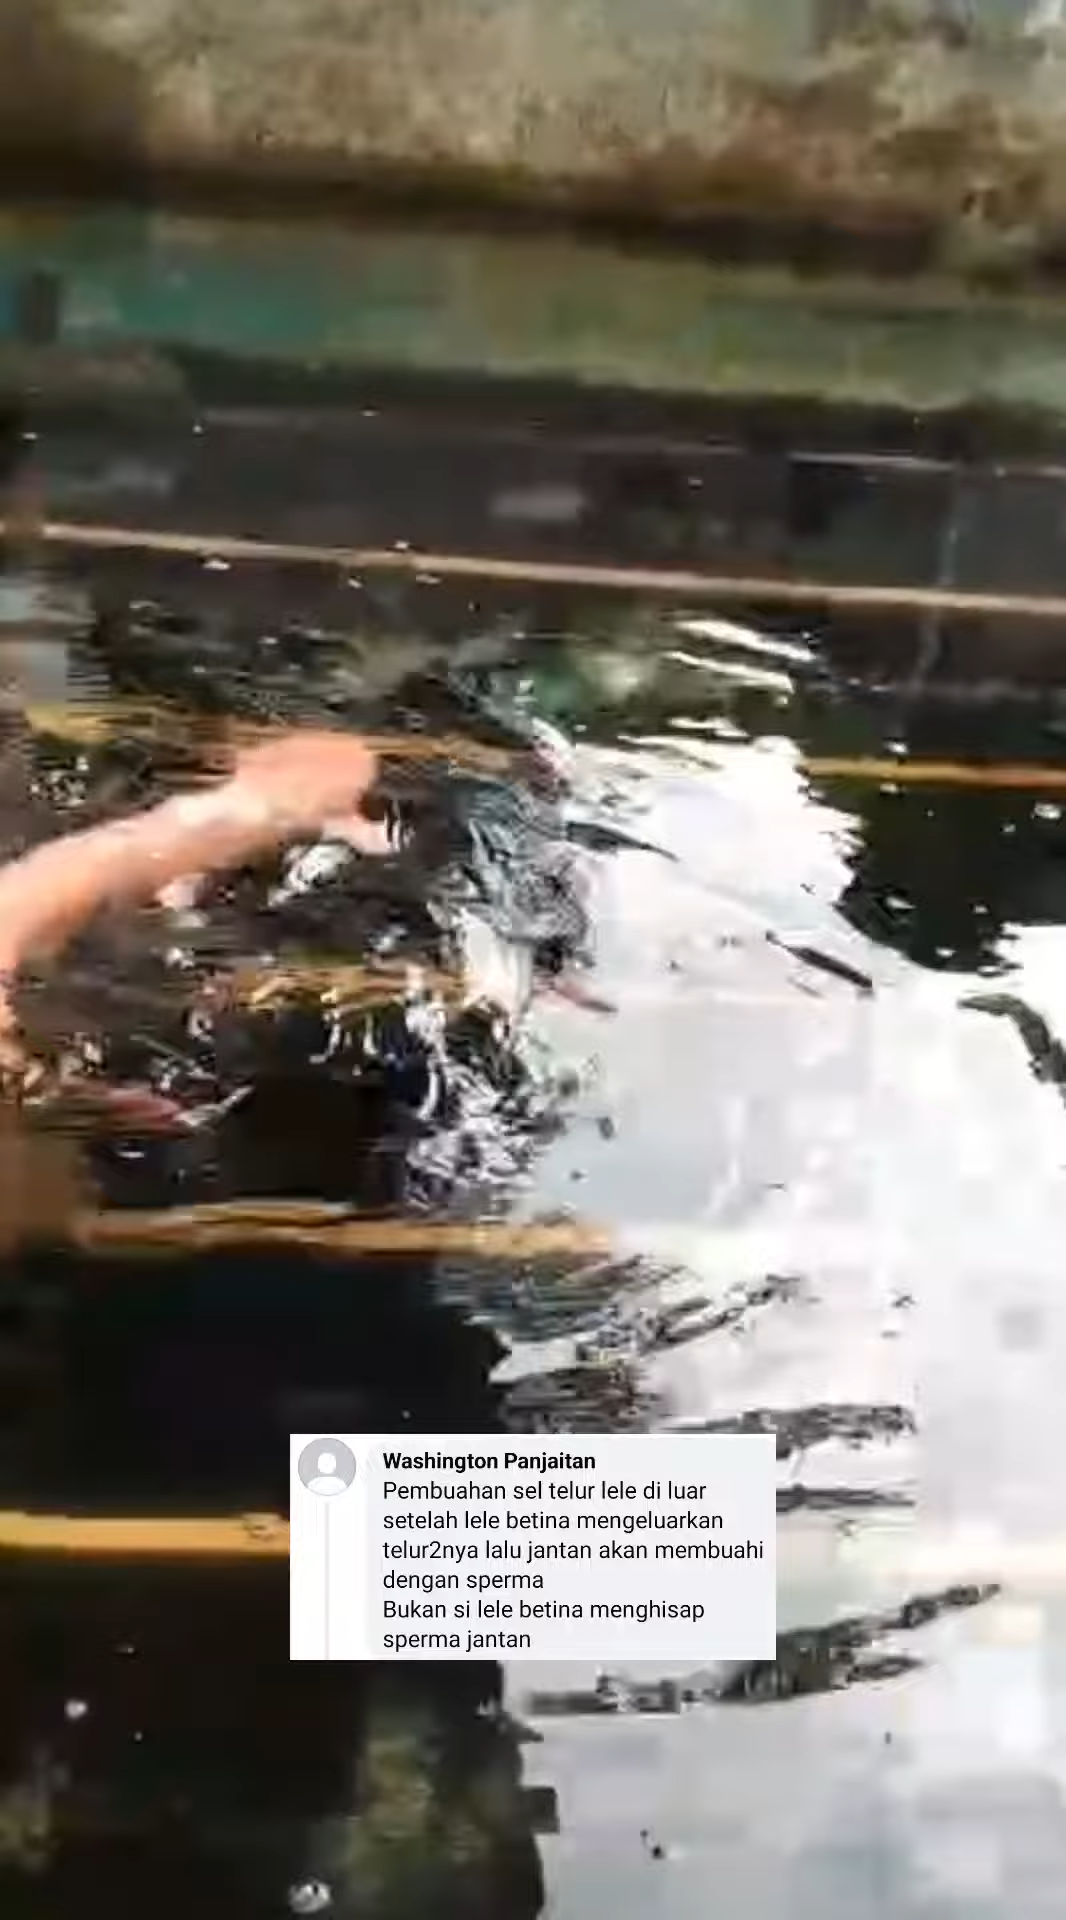 Washington Panjaitan
Pembuahan sel telur lele di luar
setelah lele betina mengeluarkan
telur2nya lalu jantan akan membuahi
dengan sperma
Bukan si lele betina menghisap
sperma jantan